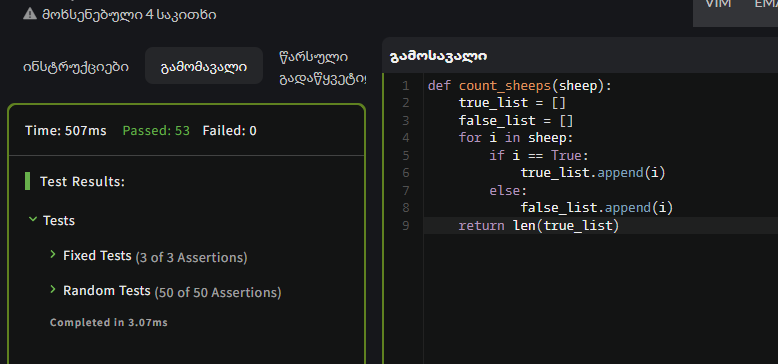 ⚠ მოხსენებული 4 საკითხი
VIM
ინსტრუქციები
გამომავალი
წარსული
გამოსავალი
Time: 507ms Passed: 53 Failed: 0
Test Results:
Tests
Fixed Tests (3 of 3 Assertions)
Random Tests (50 of 50 Assertions)
Completed in 3.07ms
1 def count_sheeps(sheep):
2     true_list = []
3     false_list = []
4     for i in sheep:
5         if i == True:
6             true_list.append(i)
7         else:
8             false_list.append(i)
9     return len(true_list)